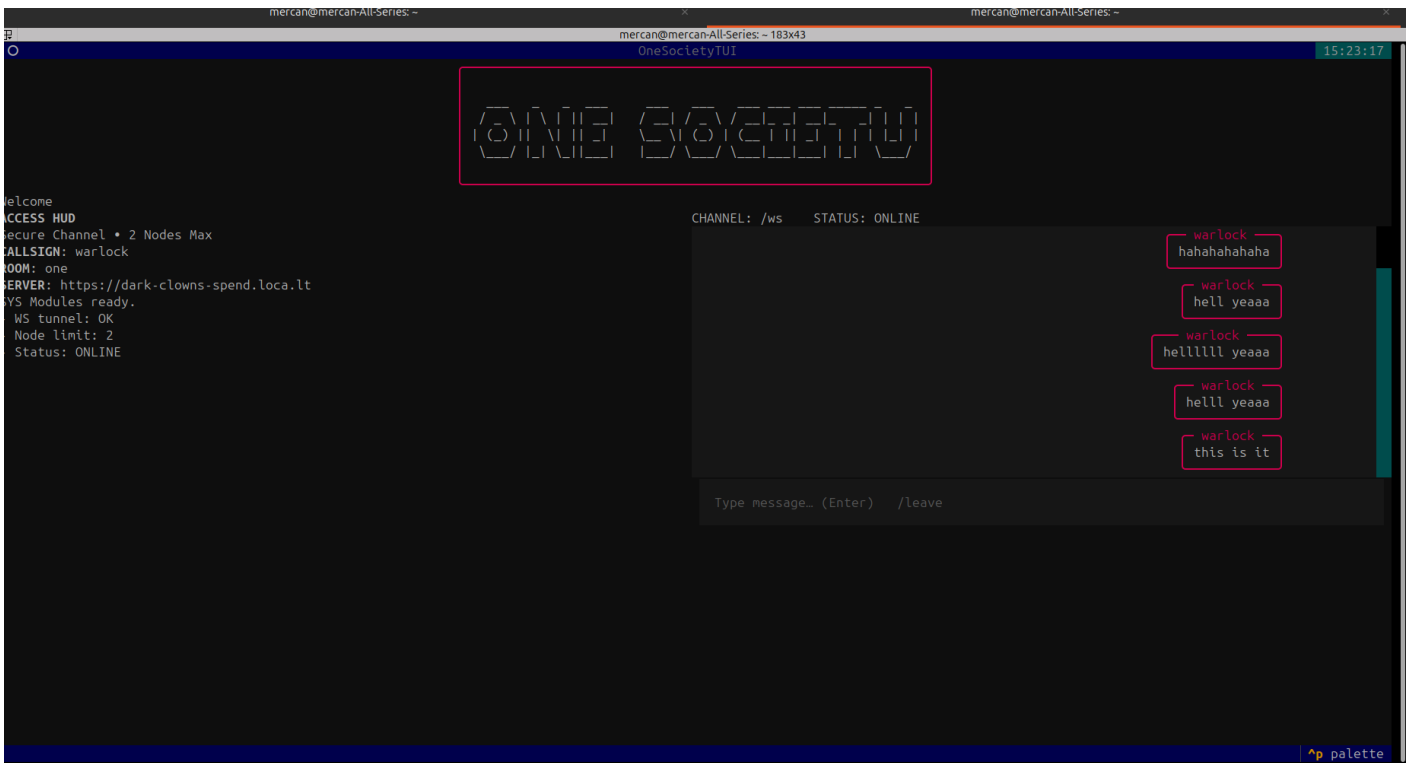 mercan@mercan-All-Series: ~
mercan@mercan-All-Series: ~
mercan@mercan-All-Series: ~ 183x43
OneSocietyTUI
15:23:17
ONE SOCIETY
Welcome
ACCESS HUD
Secure Channel • 2 Nodes Max
CALLSIGN: warlock
ROOM: one
SERVER: https://dark-clowns-spend.loca.lt
SYS Modules ready.
WS tunnel: OK
Node limit: 2
Status: ONLINE
CHANNEL: /ws STATUS: ONLINE
warlock
hahahahahaha
warlock
hell yeaaa
warlock
hellllll yeaaa
warlock
helll yeaaa
warlock
this is it
Type message… (Enter) /leave
^p palette